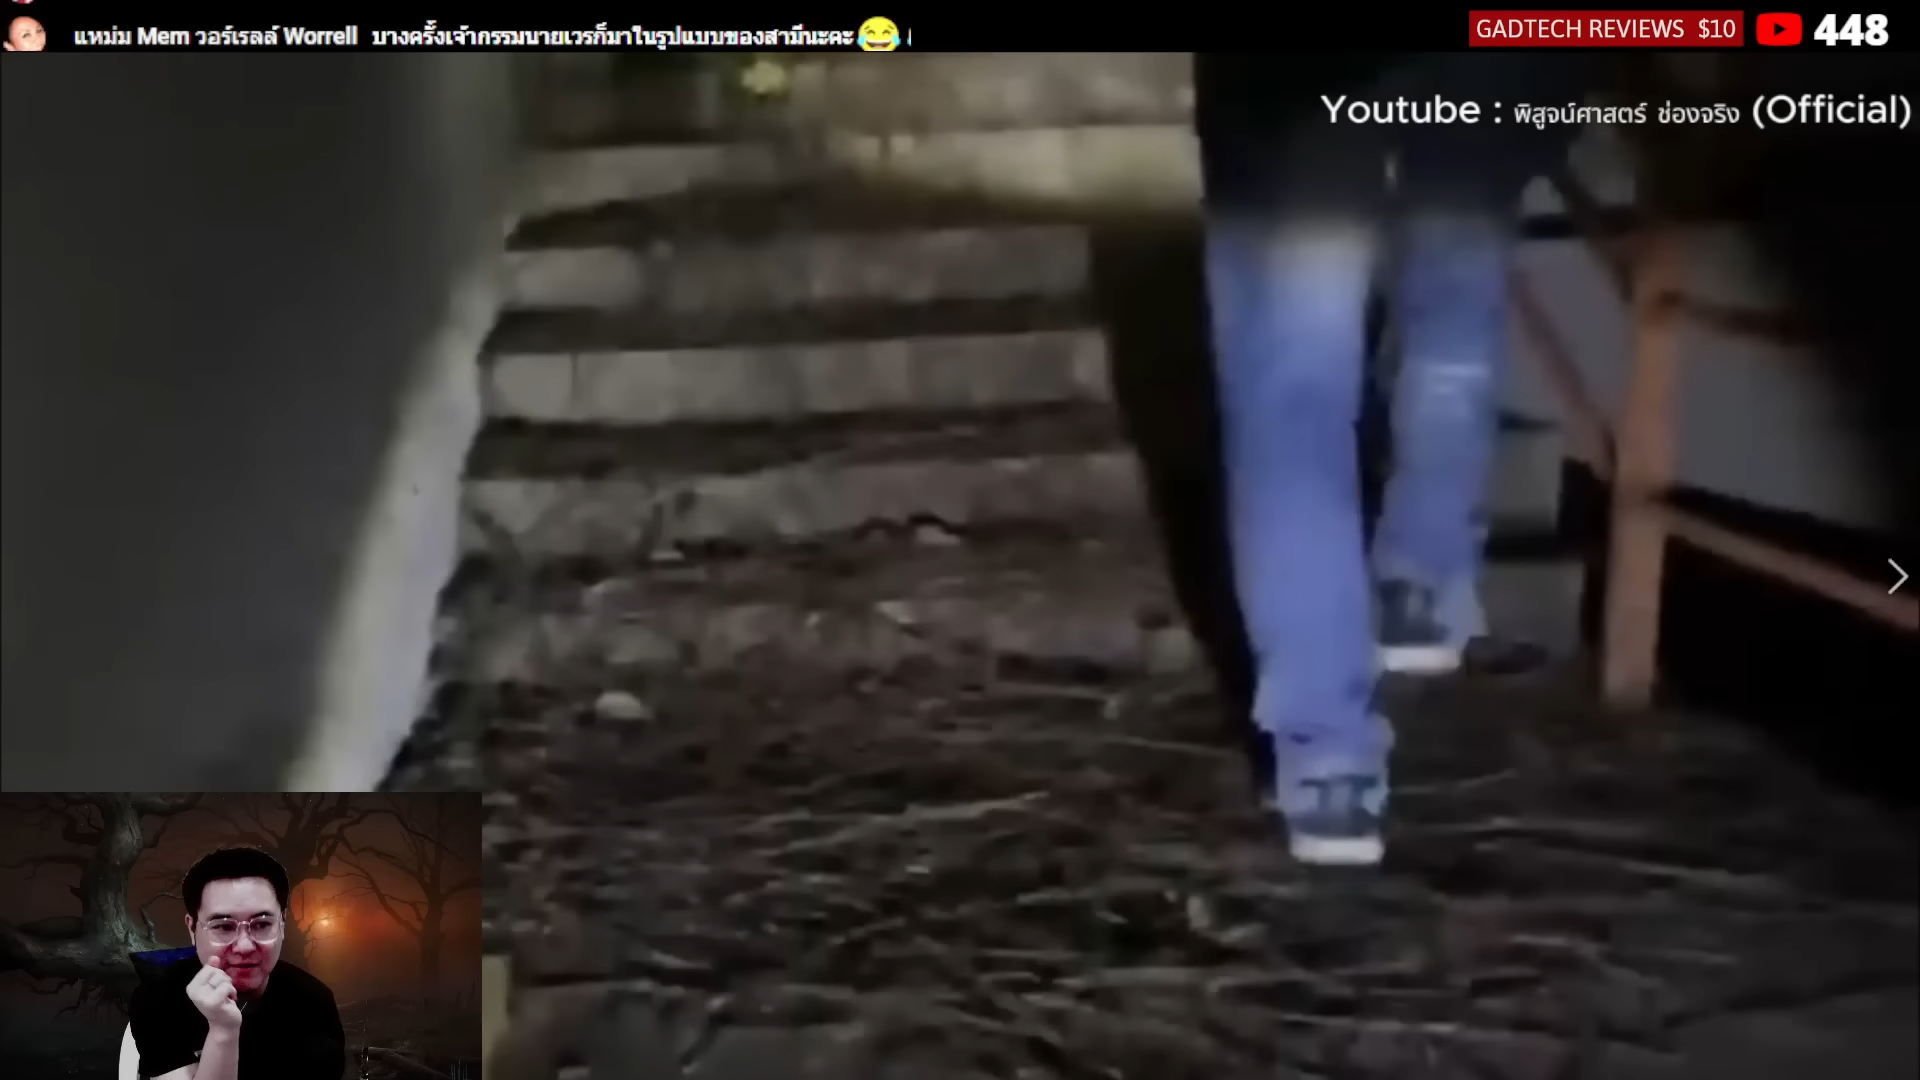 แหม่ม Mem วอร์เรลล์ Worrell บางครั้งเจ้ากรรมนายเวรก็มาในรูปแบบของสามีนะคะ😂
GADTECH REVIEWS $10
448
Youtube : พิสูจน์ศาสตร์ ช่องจริง (Official)